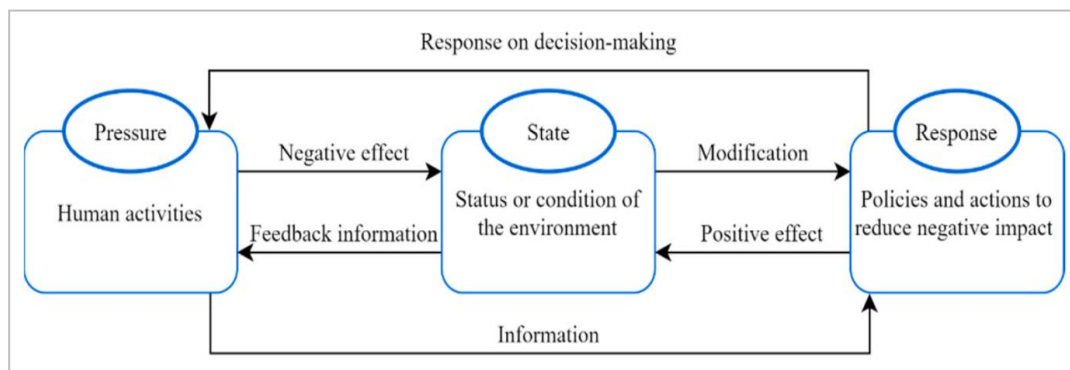 Response on decision-making
Pressure
State
Response
Negative effect
Modification
Human activities
Status or condition of
the environment
Policies and actions to
reduce negative impact
Feedback information
Positive effect
Information